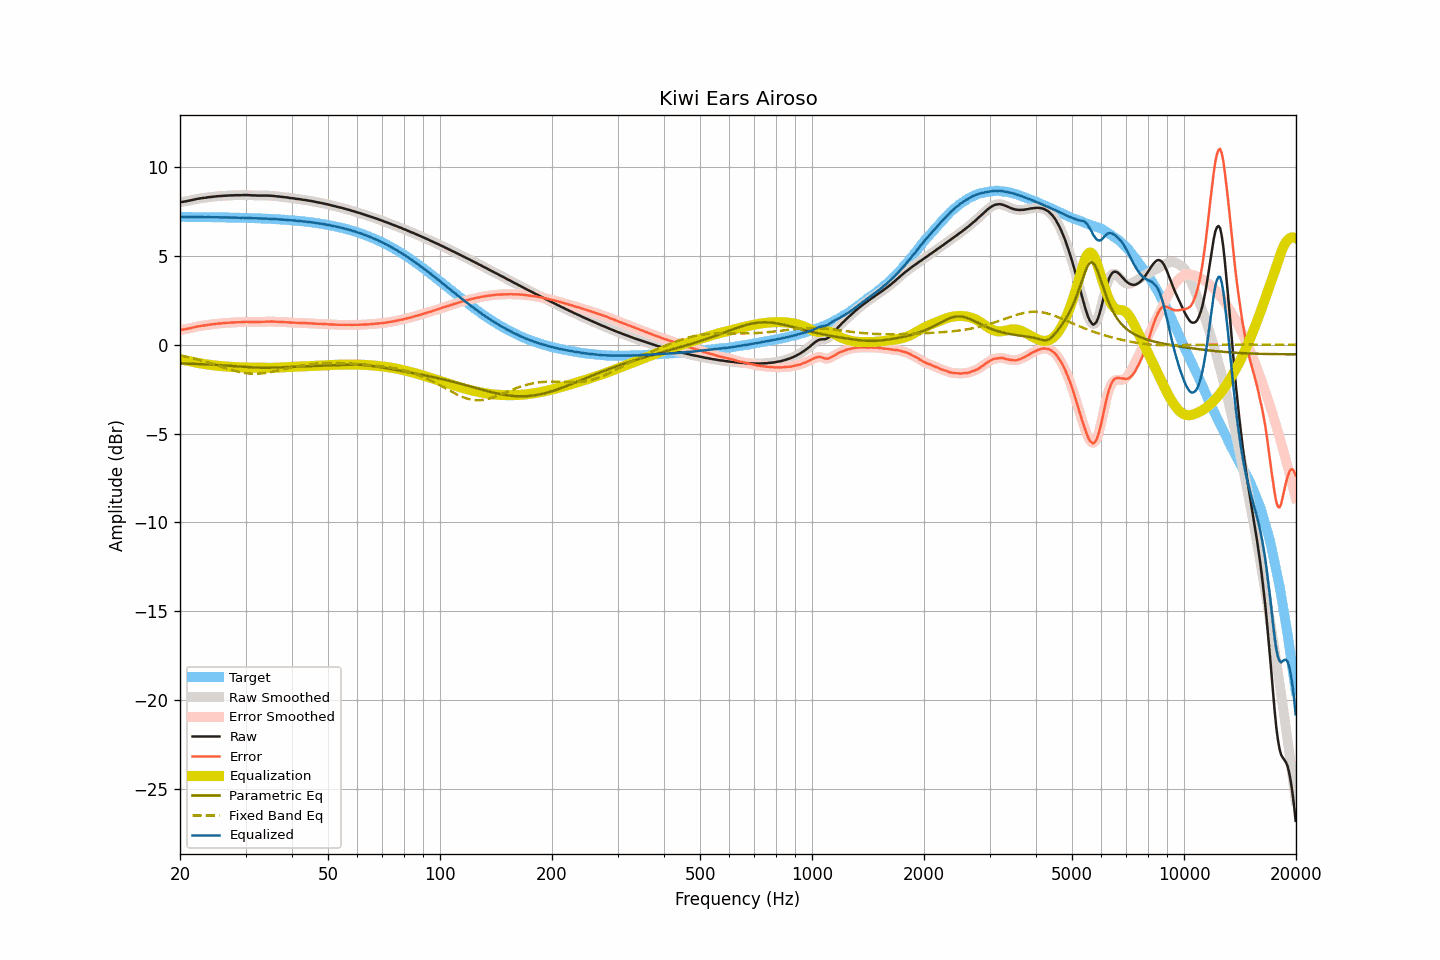 Kiwi Ears Airoso
Amplitude (dBr)
10
5
0
−5
−10
−15
−20
−25
Target
Raw Smoothed
Error Smoothed
Raw
Error
Equalization
Parametric Eq
Fixed Band Eq
Equalized
20 50 100 200 500 1000 2000 5000 10000 20000
Frequency (Hz)